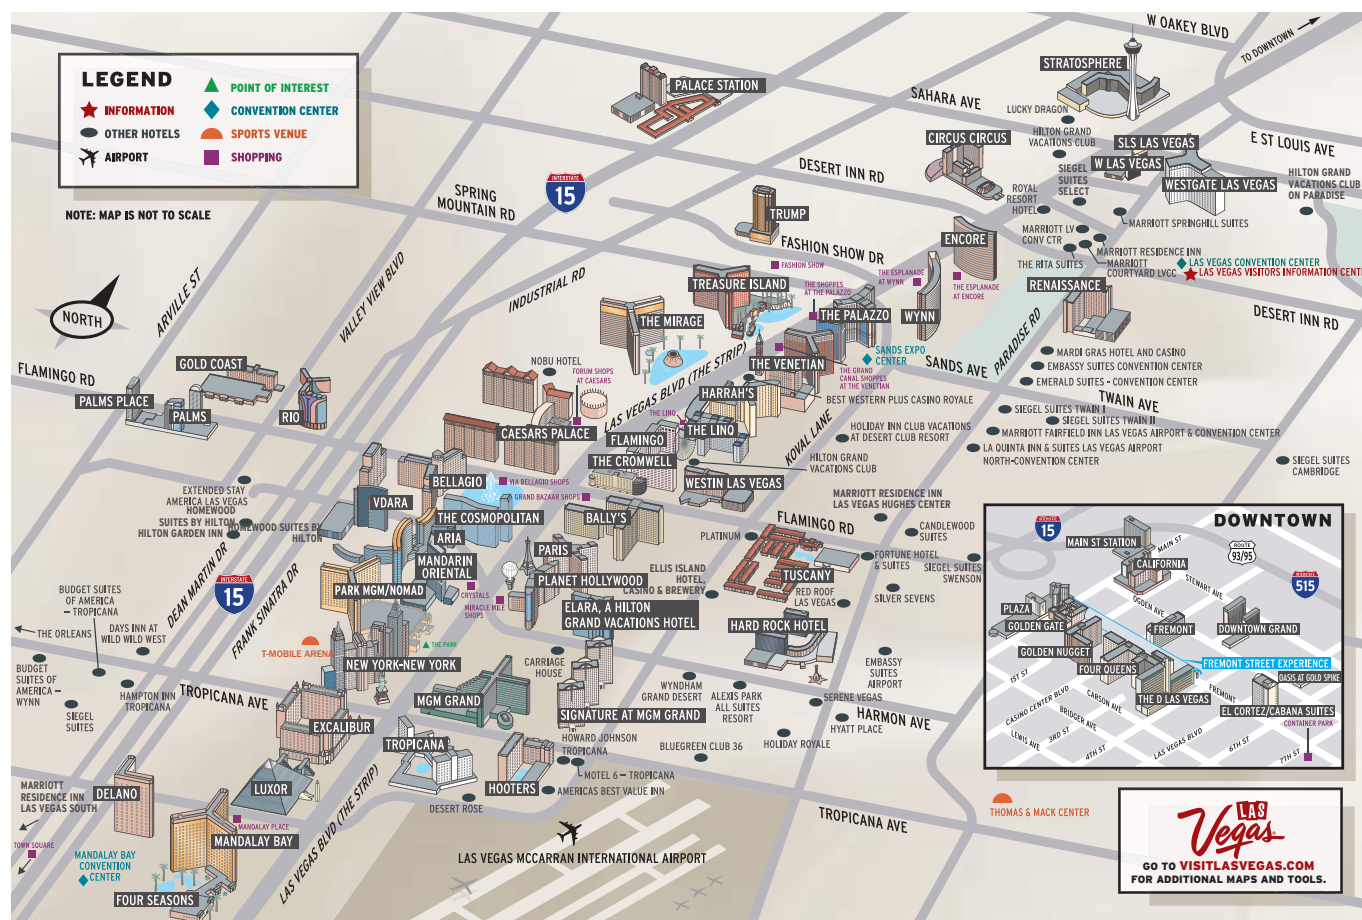 LEGEND
INFORMATION
OTHER HOTELS
AIRPORT
POINT OF INTEREST
CONVENTION CENTER
SPORTS VENUE
SHOPPING
NOTE: MAP IS NOT TO SCALE
NORTH
W OAKEY BLVD
TO DOWNTOWN
STRATOSPHERE
PALACE STATION
SAHARA AVE
LUCKY DRAGON
HILTON GRAND
VACATIONS CLUB
CIRCUS CIRCUS
SLS LAS VEGAS
W LAS VEGAS
E ST LOUIS AVE
WESTGATE LAS VEGAS
HILTON GRAND
VACATIONS CLUB
ON PARADISE
DESERT INN RD
SIEGEL
SUITES
SELECT
ROYAL
RESORT
HOTEL
MARRIOTT SPRINGHILL SUITES
INTERSTATE
15
SPRING
MOUNTAIN RD
TRUMP
FASHION SHOW DR
ENCORE
MARRIOTT LV
CONV CTR
MARRIOTT RESIDENCE INN
THE RITA SUITES
MARRIOTT
COURTYARD LVCC
LAS VEGAS CONVENTION CENTER
LAS VEGAS VISITORS INFORMATION CENT
FASHION SHOW
THE ESPLANADE
AT WYNN
THE ESPLANADE
AT ENCORE
RENAISSANCE
ARVILLE ST
VALLEY VIEW BLVD
INDUSTRIAL RD
TREASURE ISLAND
THE SHOPPES
AT THE PALAZZO
THE PALAZZO
WYNN
THE MIRAGE
PARADISE RD
DESERT INN RD
SANDS EXPO
CENTER
THE VENETIAN
THE GRAND
CANAL SHOPPES
AT THE VENETIAN
SANDS AVE
MARDI GRAS HOTEL AND CASINO
EMBASSY SUITES CONVENTION CENTER
EMERALD SUITES - CONVENTION CENTER
TWAIN AVE
GOLD COAST
FLAMINGO RD
PALMS PLACE
PALMS
RIO
NOBU HOTEL
FORUM SHOPS
AT CAESARS
LAS VEGAS BLVD (THE STRIP)
HARRAH'S
BEST WESTERN PLUS CASINO ROYALE
SIEGEL SUITES TWAIN I
SIEGEL SUITES TWAIN II
MARRIOTT FAIRFIELD INN LAS VEGAS AIRPORT & CONVENTION CENTER
LA QUINTA INN & SUITES LAS VEGAS AIRPORT
NORTH-CONVENTION CENTER
SIEGEL SUITES
CAMBRIDGE
CAESARS PALACE
THE LINQ
THE LINQ
FLAMINGO
KOVAL LANE
HOLIDAY INN CLUB VACATIONS
AT DESERT CLUB RESORT
HILTON GRAND
VACATIONS CLUB
THE CROMWELL
WESTIN LAS VEGAS
BELLAGIO
VIA BELLAGIO SHOPS
GRAND BAZAAR SHOPS
EXTENDED STAY
AMERICA LAS VEGAS
HOMEWOOD
SUITES BY HILTON
HILTON GARDEN INN
HOMEWOOD SUITES BY
HILTON
VDARA
THE COSMOPOLITAN
BALLY'S
ARIA
MARRIOTT RESIDENCE INN
LAS VEGAS HUGHES CENTER
FLAMINGO RD
PLATINUM
CANDLEWOOD
SUITES
FORTUNE HOTEL
& SUITES
SIEGEL SUITES
SWENSON
DEAN MARTIN DR
FRANK SINATRA DR
INTERSTATE
15
MANDARIN
ORIENTAL
PARIS
PLANET HOLLYWOOD
ELLIS ISLAND
HOTEL,
CASINO & BREWERY
TUSCANY
RED ROOF
LAS VEGAS
SILVER SEVENS
PARK MGM/NOMAD
CRYSTALS
MIRACLE MILE
SHOPS
ELARA, A HILTON
GRAND VACATIONS HOTEL
HARD ROCK HOTEL
BUDGET SUITES
OF AMERICA
– TROPICANA
THE ORLEANS
DAYS INN AT
WILD WILD WEST
T-MOBILE ARENA
THE PARK
NEW YORK-NEW YORK
BUDGET
SUITES OF
AMERICA –
WYNN
HAMPTON INN
TROPICANA
SIEGEL
SUITES
TROPICANA AVE
CARRIAGE
HOUSE
WYNDHAM
GRAND DESERT
ALEXIS PARK
ALL SUITES
RESORT
EMBASSY
SUITES
AIRPORT
SERENE VEGAS
HYATT PLACE
HARMON AVE
MGM GRAND
SIGNATURE AT MGM GRAND
EXCALIBUR
TROPICANA
HOWARD JOHNSON
TROPICANA
BLUEGREEN CLUB 36
HOLIDAY ROYALE
MOTEL 6 – TROPICANA
AMERICAS BEST VALUE INN
HOOTERS
DESERT ROSE
LUXOR
DELANO
MARRIOTT
RESIDENCE INN
LAS VEGAS SOUTH
MANDALAY PLACE
MANDALAY BAY
TOWN SQUARE
MANDALAY BAY
CONVENTION
CENTER
FOUR SEASONS
LAS VEGAS BLVD (THE STRIP)
LAS VEGAS MCCARRAN INTERNATIONAL AIRPORT
TROPICANA AVE
THOMAS & MACK CENTER
DOWNTOWN
INTERSTATE
15
MAIN ST STATION
MAIN ST
ROUTE
93/95
CALIFORNIA
STEWART AVE
INTERSTATE
515
OGDEN AVE
PLAZA
GOLDEN GATE
FREMONT
DOWNTOWN GRAND
GOLDEN NUGGET
FOUR QUEENS
FREMONT STREET EXPERIENCE
OASIS AT GOLD SPIKE
1ST ST
CASINO CENTER BLVD
CARSON AVE
THE D LAS VEGAS
FREMONT
EL CORTEZ/CABANA SUITES
CONTAINER PARK
BRIDGER AVE
LEWIS AVE
3RD ST
4TH ST
LAS VEGAS BLVD
6TH ST
7TH ST
LAS
Vegas
GO TO VISITLASVEGAS.COM
FOR ADDITIONAL MAPS AND TOOLS.